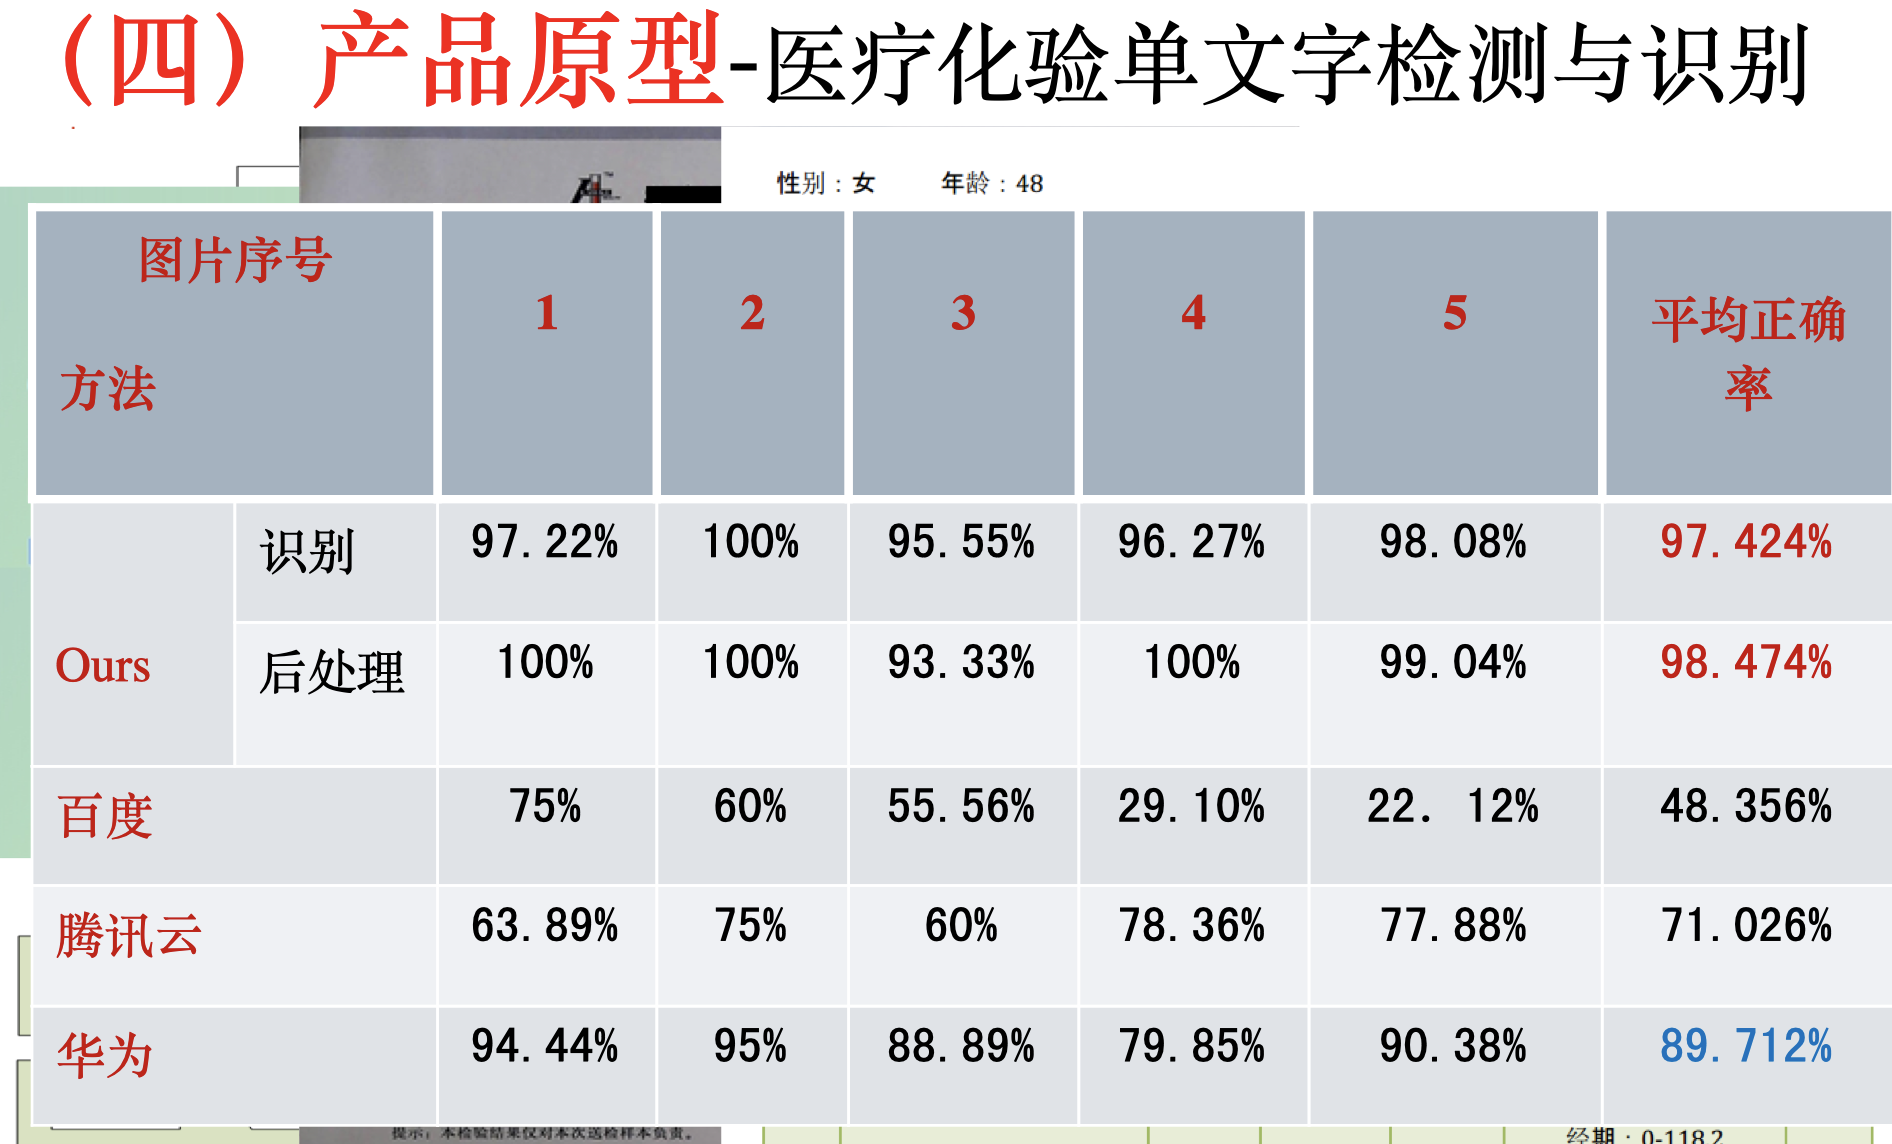 （四）产品原型-医疗化验单文字检测与识别
性别：女 年龄：48
图片序号
方法
1 2 3 4 5 平均正确率
Ours
识别 97.22% 100% 95.55% 96.27% 98.08% 97.424%
后处理 100% 100% 93.33% 100% 99.04% 98.474%
百度 75% 60% 55.56% 29.10% 22. 12% 48.356%
腾讯云 63.89% 75% 60% 78.36% 77.88% 71.026%
华为 94.44% 95% 88.89% 79.85% 90.38% 89.712%
提示：本检验结果仅对本次送检样本负责。
经期：0-118.2